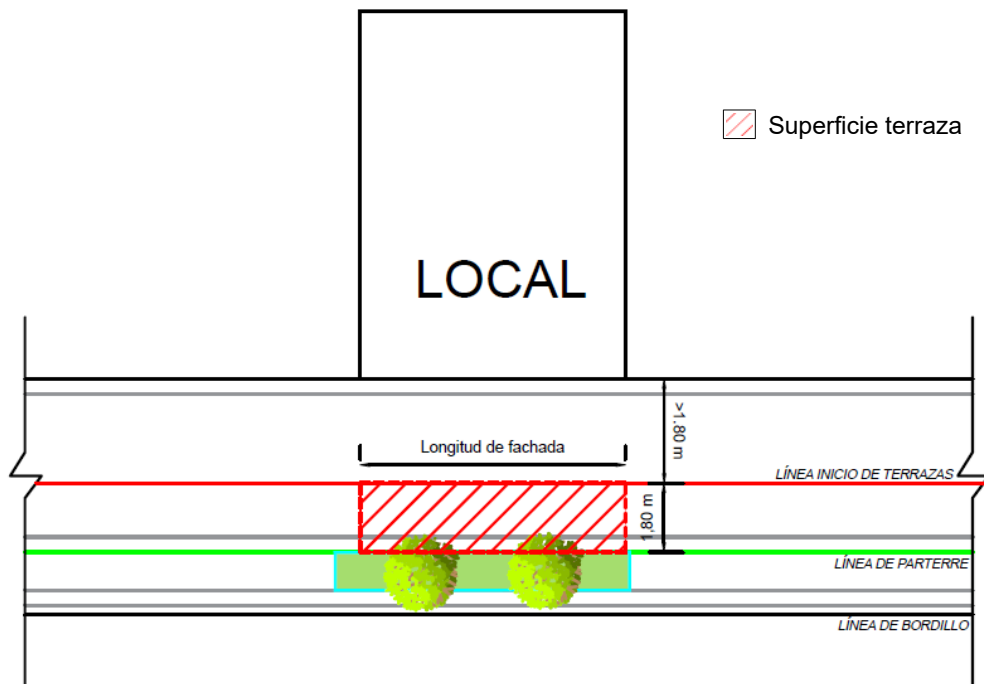 Superficie terraza
LOCAL
>1.80 m
Longitud de fachada
LÍNEA INICIO DE TERRAZAS
1,80 m
LÍNEA DE PARTERRE
LÍNEA DE BORDILLO